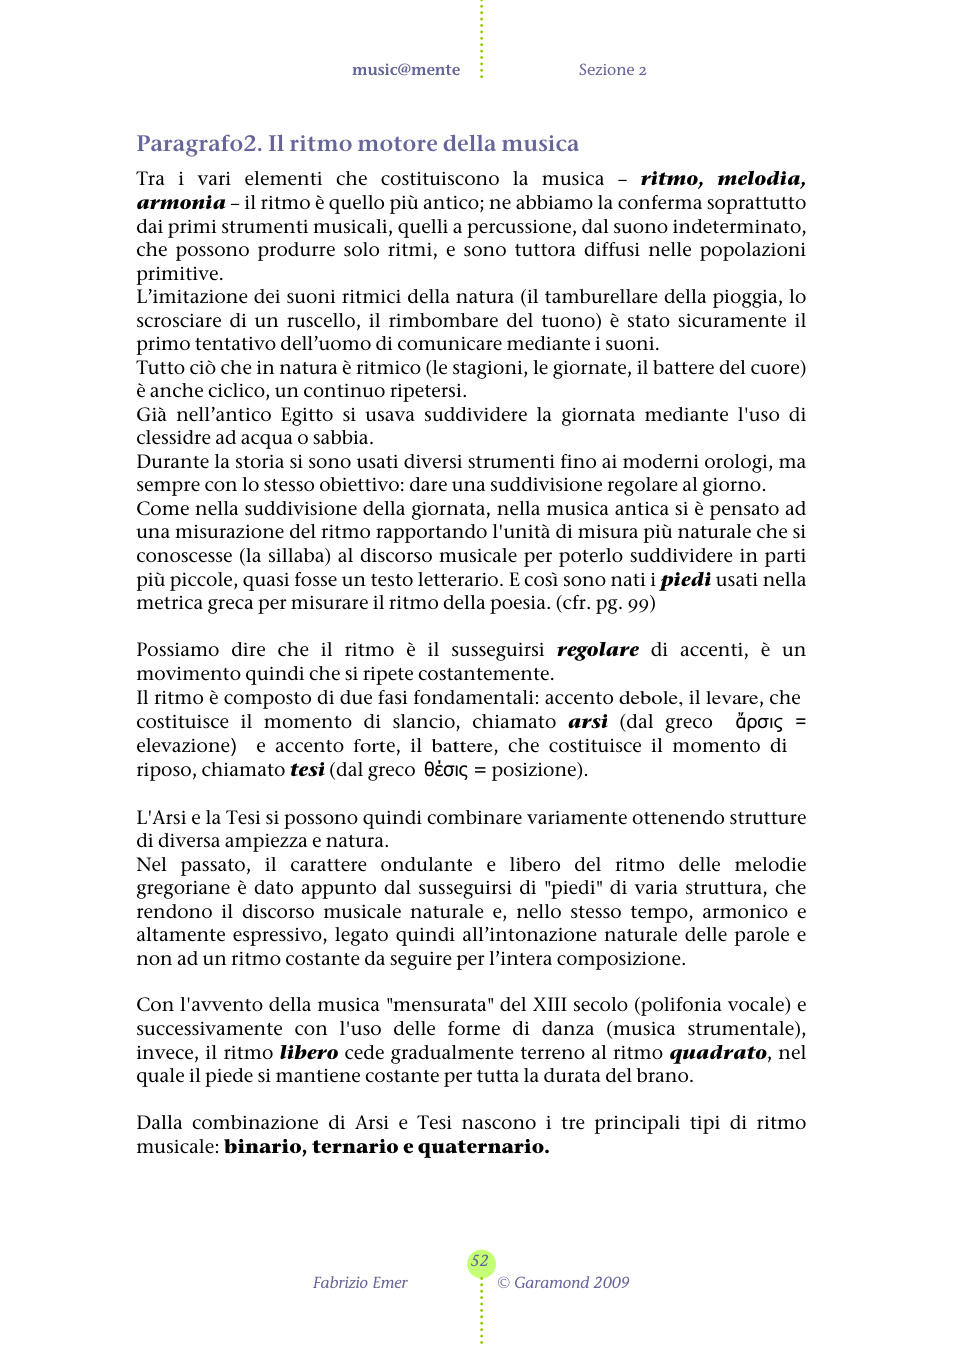 music@mente
Sezione 2
Paragrafo2. Il ritmo motore della musica
Tra i vari elementi che costituiscono la musica – ritmo, melodia,
armonia – il ritmo è quello più antico; ne abbiamo la conferma soprattutto
dai primi strumenti musicali, quelli a percussione, dal suono indeterminato,
che possono produrre solo ritmi, e sono tuttora diffusi nelle popolazioni
primitive.
L’imitazione dei suoni ritmici della natura (il tamburellare della pioggia, lo
scrosciare di un ruscello, il rimbombare del tuono) è stato sicuramente il
primo tentativo dell’uomo di comunicare mediante i suoni.
Tutto ciò che in natura è ritmico (le stagioni, le giornate, il battere del cuore)
è anche ciclico, un continuo ripetersi.
Già nell’antico Egitto si usava suddividere la giornata mediante l'uso di
clessidre ad acqua o sabbia.
Durante la storia si sono usati diversi strumenti fino ai moderni orologi, ma
sempre con lo stesso obiettivo: dare una suddivisione regolare al giorno.
Come nella suddivisione della giornata, nella musica antica si è pensato ad
una misurazione del ritmo rapportando l'unità di misura più naturale che si
conoscesse (la sillaba) al discorso musicale per poterlo suddividere in parti
più piccole, quasi fosse un testo letterario. E così sono nati i piedi usati nella
metrica greca per misurare il ritmo della poesia. (cfr. pg. 99)
Possiamo dire che il ritmo è il susseguirsi regolare di accenti, è un
movimento quindi che si ripete costantemente.
Il ritmo è composto di due fasi fondamentali: accento debole, il levare, che
costituisce il momento di slancio, chiamato arsi (dal greco ἄρσις =
elevazione) e accento forte, il battere, che costituisce il momento di
riposo, chiamato tesi (dal greco θέσις = posizione).
L'Arsi e la Tesi si possono quindi combinare variamente ottenendo strutture
di diversa ampiezza e natura.
Nel passato, il carattere ondulante e libero del ritmo delle melodie
gregoriane è dato appunto dal susseguirsi di "piedi" di varia struttura, che
rendono il discorso musicale naturale e, nello stesso tempo, armonico e
altamente espressivo, legato quindi all’intonazione naturale delle parole e
non ad un ritmo costante da seguire per l’intera composizione.
Con l'avvento della musica "mensurata" del XIII secolo (polifonia vocale) e
successivamente con l'uso delle forme di danza (musica strumentale),
invece, il ritmo libero cede gradualmente terreno al ritmo quadrato, nel
quale il piede si mantiene costante per tutta la durata del brano.
Dalla combinazione di Arsi e Tesi nascono i tre principali tipi di ritmo
musicale: binario, ternario e quaternario.
52
Fabrizio Emer
© Garamond 2009